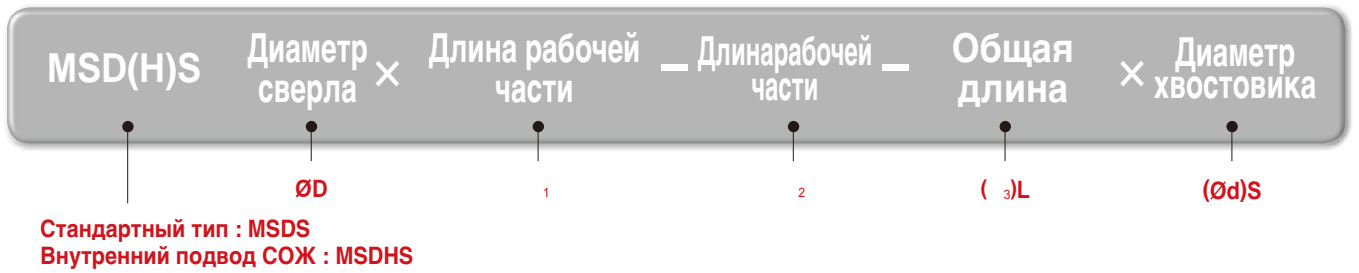 MSD(H)S Диаметр сверла × Длина рабочей части – Длинарабочей части – Общая длина × Диаметр хвостовика
ØD 1 2 ( 3)L (Ød)S
Стандартный тип : MSDS
Внутренний подвод СОЖ : MSDHS